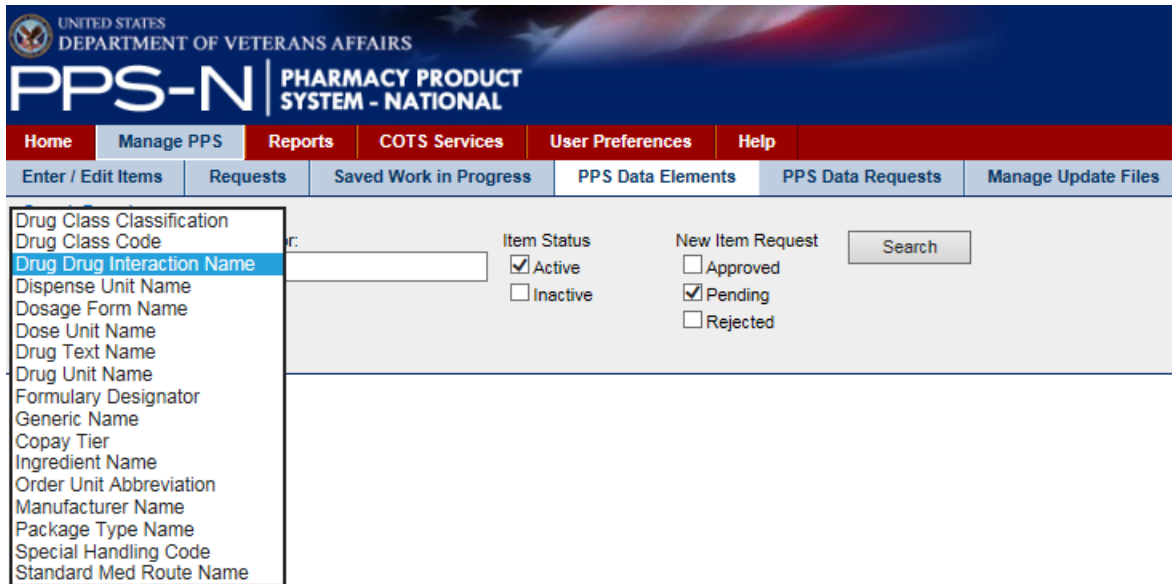 UNITED STATES
DEPARTMENT OF VETERANS AFFAIRS
PPS-N PHARMACY PRODUCT
SYSTEM - NATIONAL
Home Manage PPS Reports COTS Services User Preferences Help
Enter / Edit Items Requests Saved Work in Progress PPS Data Elements PPS Data Requests Manage Update Files
Drug Class Classification
Drug Class Code
Drug Drug Interaction Name
Dispense Unit Name
Dosage Form Name
Dose Unit Name
Drug Text Name
Drug Unit Name
Formulary Designator
Generic Name
Copay Tier
Ingredient Name
Order Unit Abbreviation
Manufacturer Name
Package Type Name
Special Handling Code
Standard Med Route Name
Item Status
Active
Inactive
New Item Request
Approved
Pending
Rejected
Search